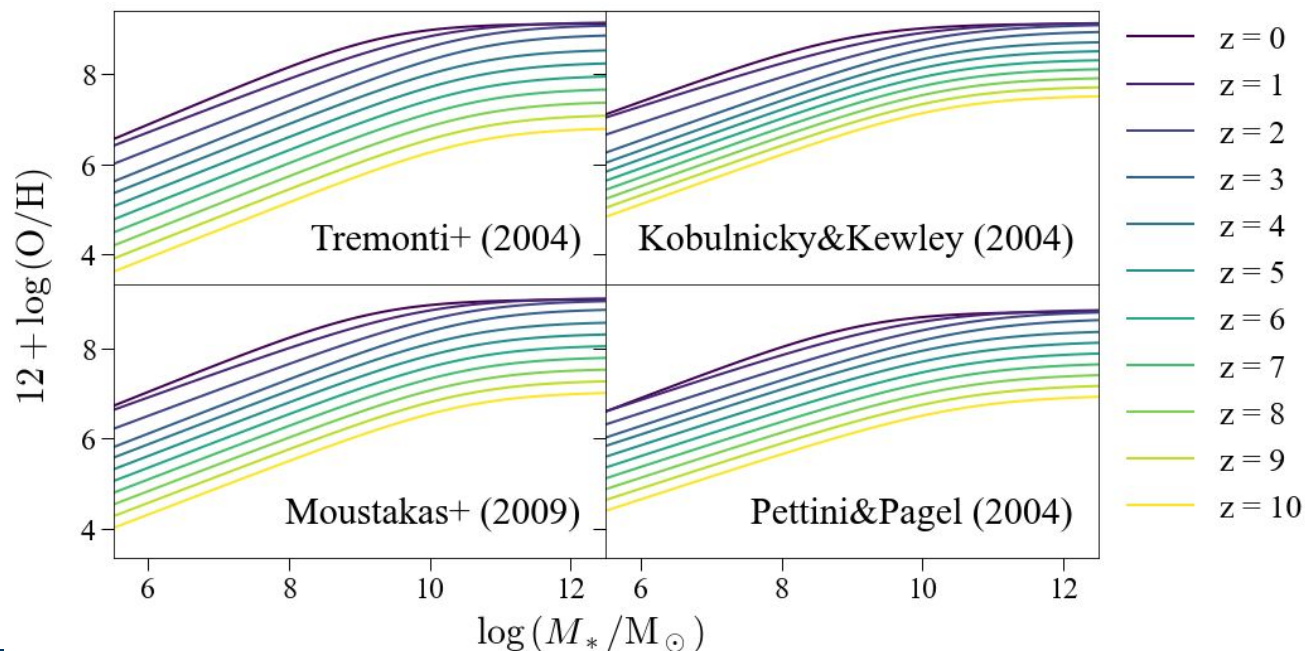 12 + log (O/H)
8
6
4
Tremonti+ (2004)
Kobulnicky&Kewley (2004)
8
6
4
Moustakas+ (2009)
Pettini&Pagel (2004)
6 8 10 12 6 8 10 12
log (M∗/M⊙)
z = 0
z = 1
z = 2
z = 3
z = 4
z = 5
z = 6
z = 7
z = 8
z = 9
z = 10